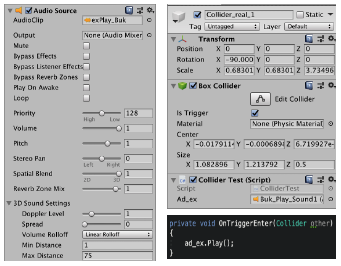 Audio Source
AudioClip
exPlay_Buk
Output
None (Audio Mixer
Mute
Bypass Effects
Bypass Listener Effects
Bypass Reverb Zones
Play On Awake
Loop
Priority
128
High
Low
Volume
1
Pitch
1
Stereo Pan
0
Left
Right
Spatial Blend
1
2D
3D
Reverb Zone Mix
1
3D Sound Settings
Doppler Level
1
Spread
0
Volume Rolloff
Linear Rolloff
Min Distance
1
Max Distance
75
Collider_real_1
Static
Tag Untagged Layer Default
Transform
Position X 0 Y 0 Z 0
Rotation X -90.000 Y 0 Z 0
Scale X 0.68301 Y 0.68301 Z 3.73496
Box Collider
Edit Collider
Is Trigger
Material None (Physic Material)
Center
X -0.017911 Y -0.000689 Z 6.719927e-
Size
X 1.082896 Y 1.213792 Z 0.5
Collider Test (Script)
Script ColliderTest
Ad_ex Buk_Play_Sound1 (
private void OnTriggerEnter(Collider other)
{
ad_ex.Play();
}